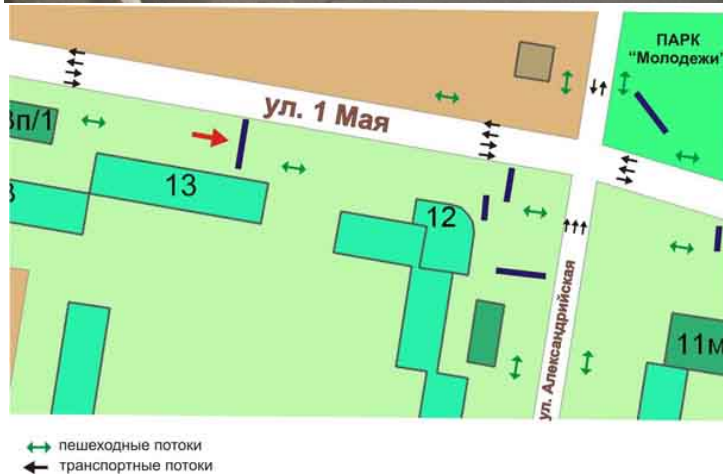 ПАРК
"Молодежи"
ул. 1 Мая
3п/1
13
12
ул. Александрийская
11м
пешеходные потоки
транспортные потоки